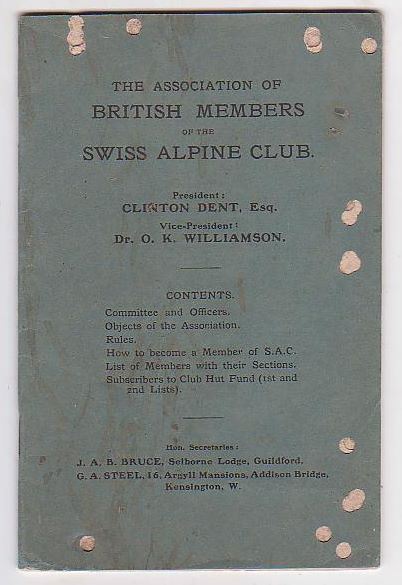 THE ASSOCIATION OF
BRITISH MEMBERS
OF THE
SWISS ALPINE CLUB.
President:
CLINTON DENT, Esq.
Vice-President:
Dr. O. K. WILLIAMSON.
CONTENTS.
Committee and Officers.
Objects of the Association.
Rules.
How to become a Member of S.A.C.
List of Members with their Sections.
Subscribers to Club Hut Fund (1st and
2nd Lists).
Hon. Secretaries:
J. A. B. BRUCE, Selborne Lodge, Guildford.
G. A. STEEL, 16, Argyll Mansions, Addison Bridge,
Kensington, W.